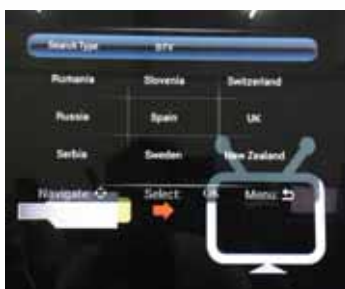 Search Type DTV
Romania Slovenia Switzerland
Russia Spain UK
Serbia Sweden New Zealand
Navigate: Select: OK Menu: